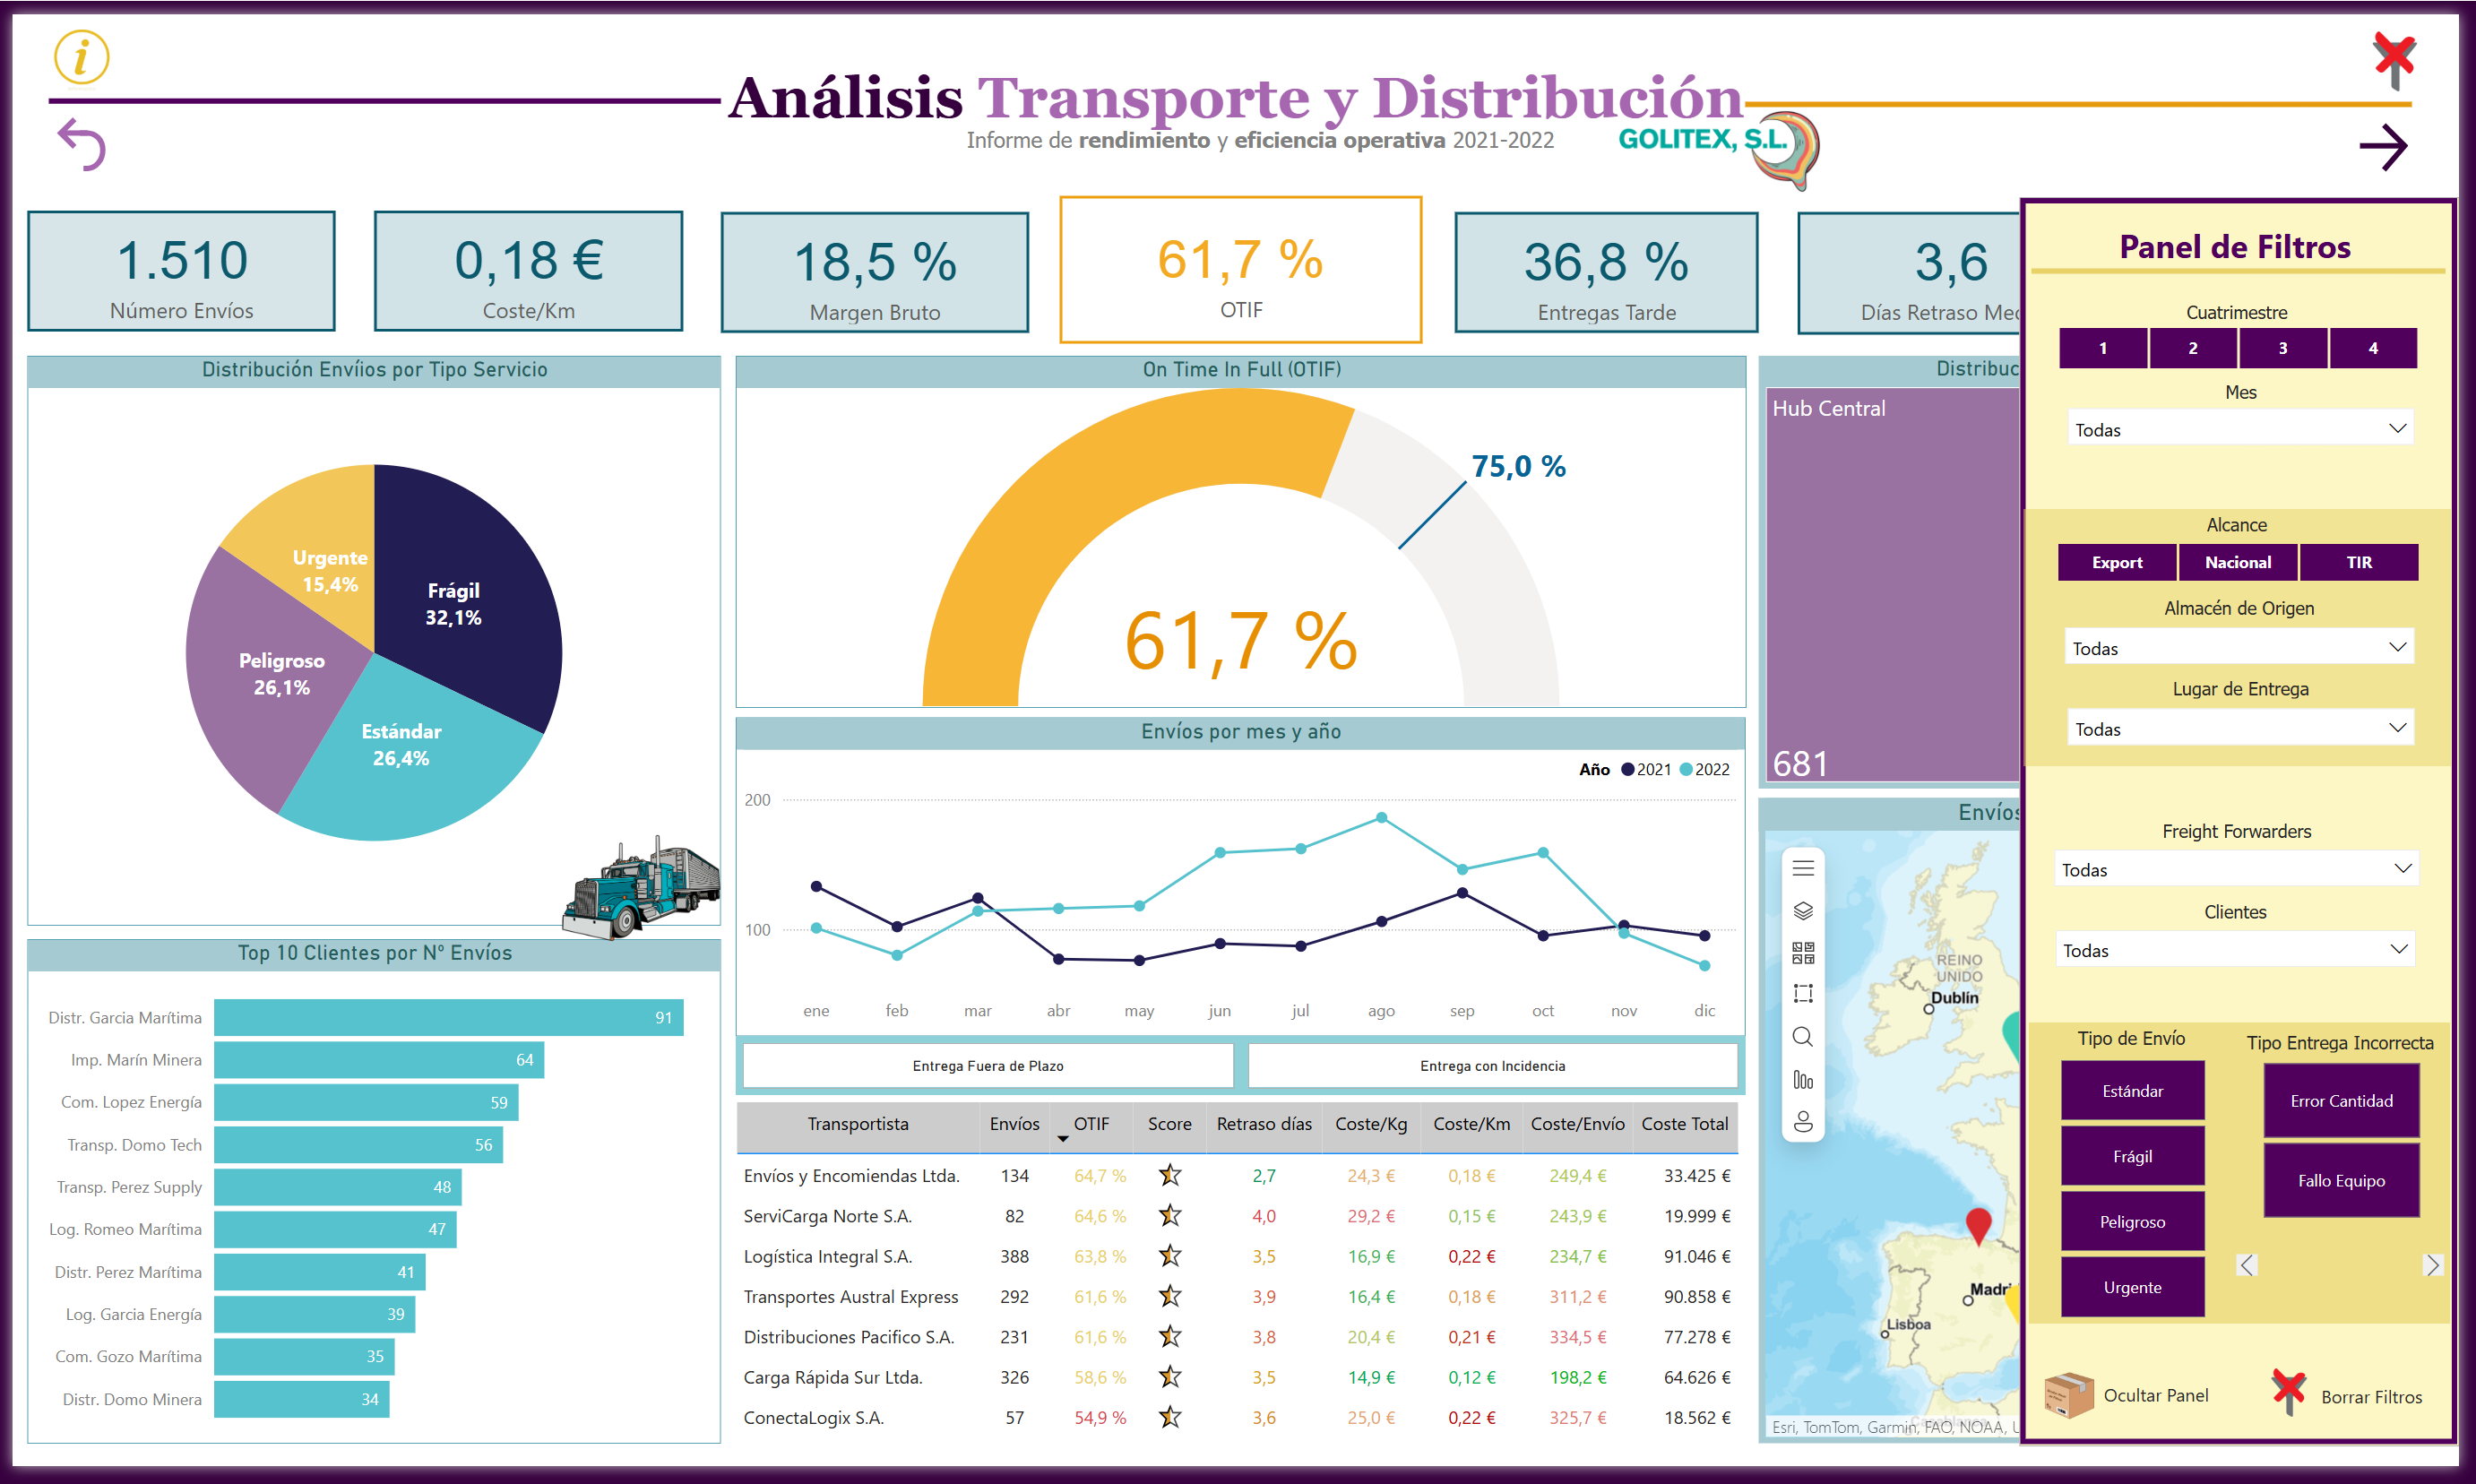 Análisis Transporte y Distribución
Informe de rendimiento y eficiencia operativa 2021-2022
GOLITEX, S.L.
1.510
Número Envíos
0,18 €
Coste/Km
18,5 %
Margen Bruto
61,7 %
OTIF
36,8 %
Entregas Tarde
3,6
Días Retraso Med
Distribución Envíios por Tipo Servicio
Urgente
15,4%
Frágil
32,1%
Peligroso
26,1%
Estándar
26,4%
Top 10 Clientes por Nº Envíos
Distr. Garcia Marítima 91
Imp. Marín Minera 64
Com. Lopez Energía 59
Transp. Domo Tech 56
Transp. Perez Supply 48
Log. Romeo Marítima 47
Distr. Perez Marítima 41
Log. Garcia Energía 39
Com. Gozo Marítima 35
Distr. Domo Minera 34
On Time In Full (OTIF)
75,0 %
61,7 %
Envíos por mes y año
Año 2021 2022
200
100
ene feb mar abr may jun jul ago sep oct nov dic
Entrega Fuera de Plazo Entrega con Incidencia
Transportista Envíos OTIF Score Retraso días Coste/Kg Coste/Km Coste/Envío Coste Total
Envíos y Encomiendas Ltda. 134 64,7 % 2,7 24,3 € 0,18 € 249,4 € 33.425 €
ServiCarga Norte S.A. 82 64,6 % 4,0 29,2 € 0,15 € 243,9 € 19.999 €
Logística Integral S.A. 388 63,8 % 3,5 16,9 € 0,22 € 234,7 € 91.046 €
Transportes Austral Express 292 61,6 % 3,9 16,4 € 0,18 € 311,2 € 90.858 €
Distribuciones Pacifico S.A. 231 61,6 % 3,8 20,4 € 0,21 € 334,5 € 77.278 €
Carga Rápida Sur Ltda. 326 58,6 % 3,5 14,9 € 0,12 € 198,2 € 64.626 €
ConectaLogix S.A. 57 54,9 % 3,6 25,0 € 0,22 € 325,7 € 18.562 €
Distribuc
Hub Central
681
Envíos
REINO
UNIDO
Dublín
Madri
Lisboa
Esri, TomTom, Garmin, FAO, NOAA, U
Panel de Filtros
Cuatrimestre
1 2 3 4
Mes
Todas
Alcance
Export Nacional TIR
Almacén de Origen
Todas
Lugar de Entrega
Todas
Freight Forwarders
Todas
Clientes
Todas
Tipo de Envío
Estándar
Frágil
Peligroso
Urgente
Tipo Entrega Incorrecta
Error Cantidad
Fallo Equipo
Ocultar Panel
Borrar Filtros